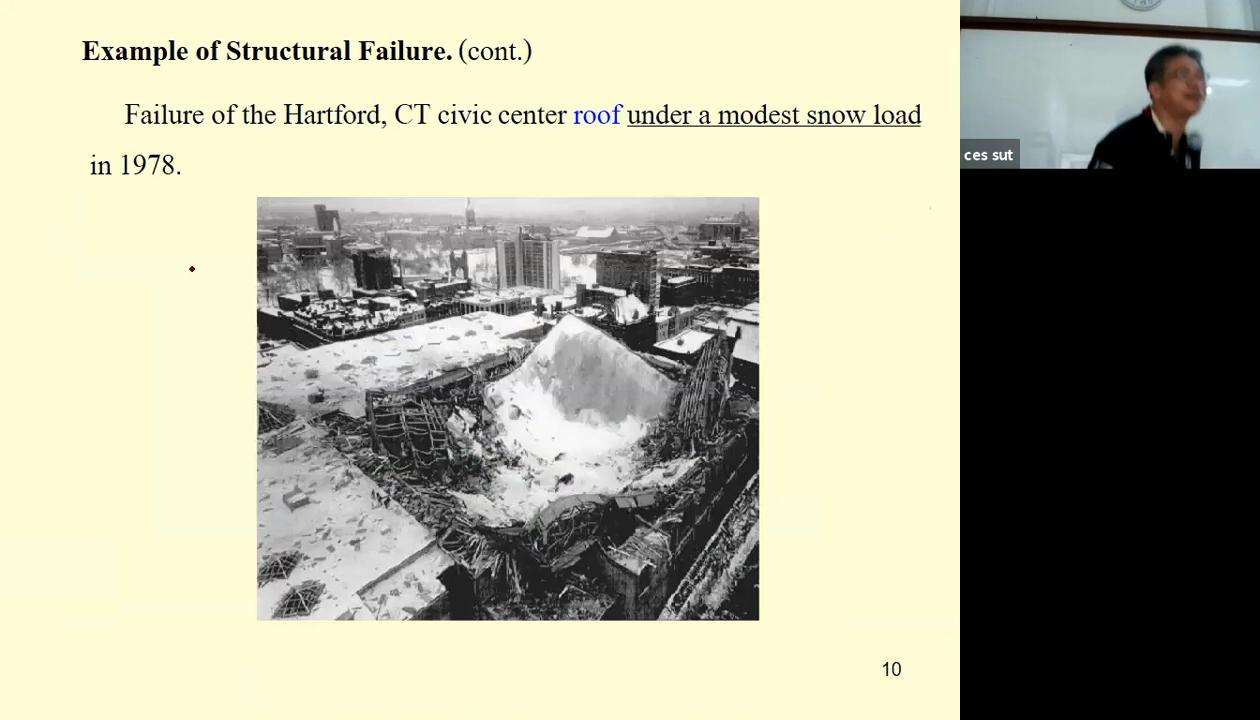 Example of Structural Failure. (cont.)
Failure of the Hartford, CT civic center roof under a modest snow load
in 1978.
ces sut
10